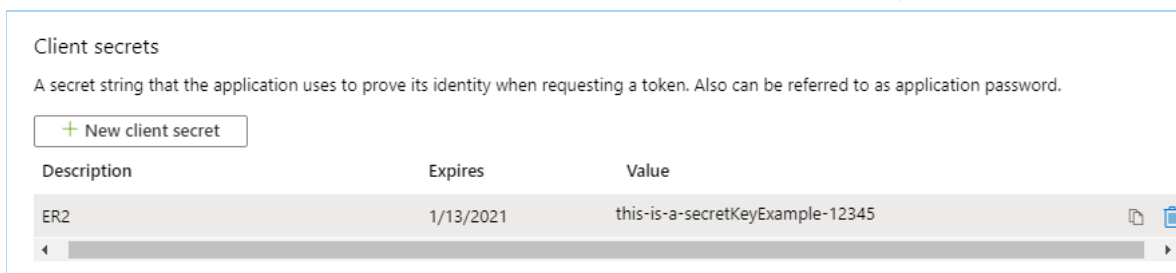 Client secrets
A secret string that the application uses to prove its identity when requesting a token. Also can be referred to as application password.
+ New client secret
Description Expires Value
ER2 1/13/2021 this-is-a-secretKeyExample-12345